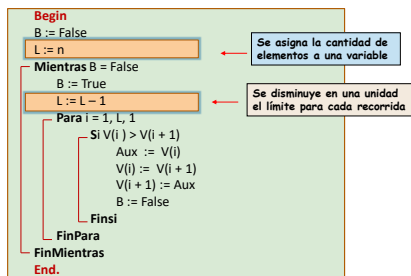 Begin
B := False
L := n
Mientras B = False
B := True
L := L – 1
Para i = 1, L, 1
Si V(i ) > V(i + 1)
Aux := V(i)
V(i) := V(i + 1)
V(i + 1) := Aux
B := False
Finsi
FinPara
FinMientras
End.
Se asigna la cantidad de
elementos a una variable
Se disminuye en una unidad
el límite para cada recorrida